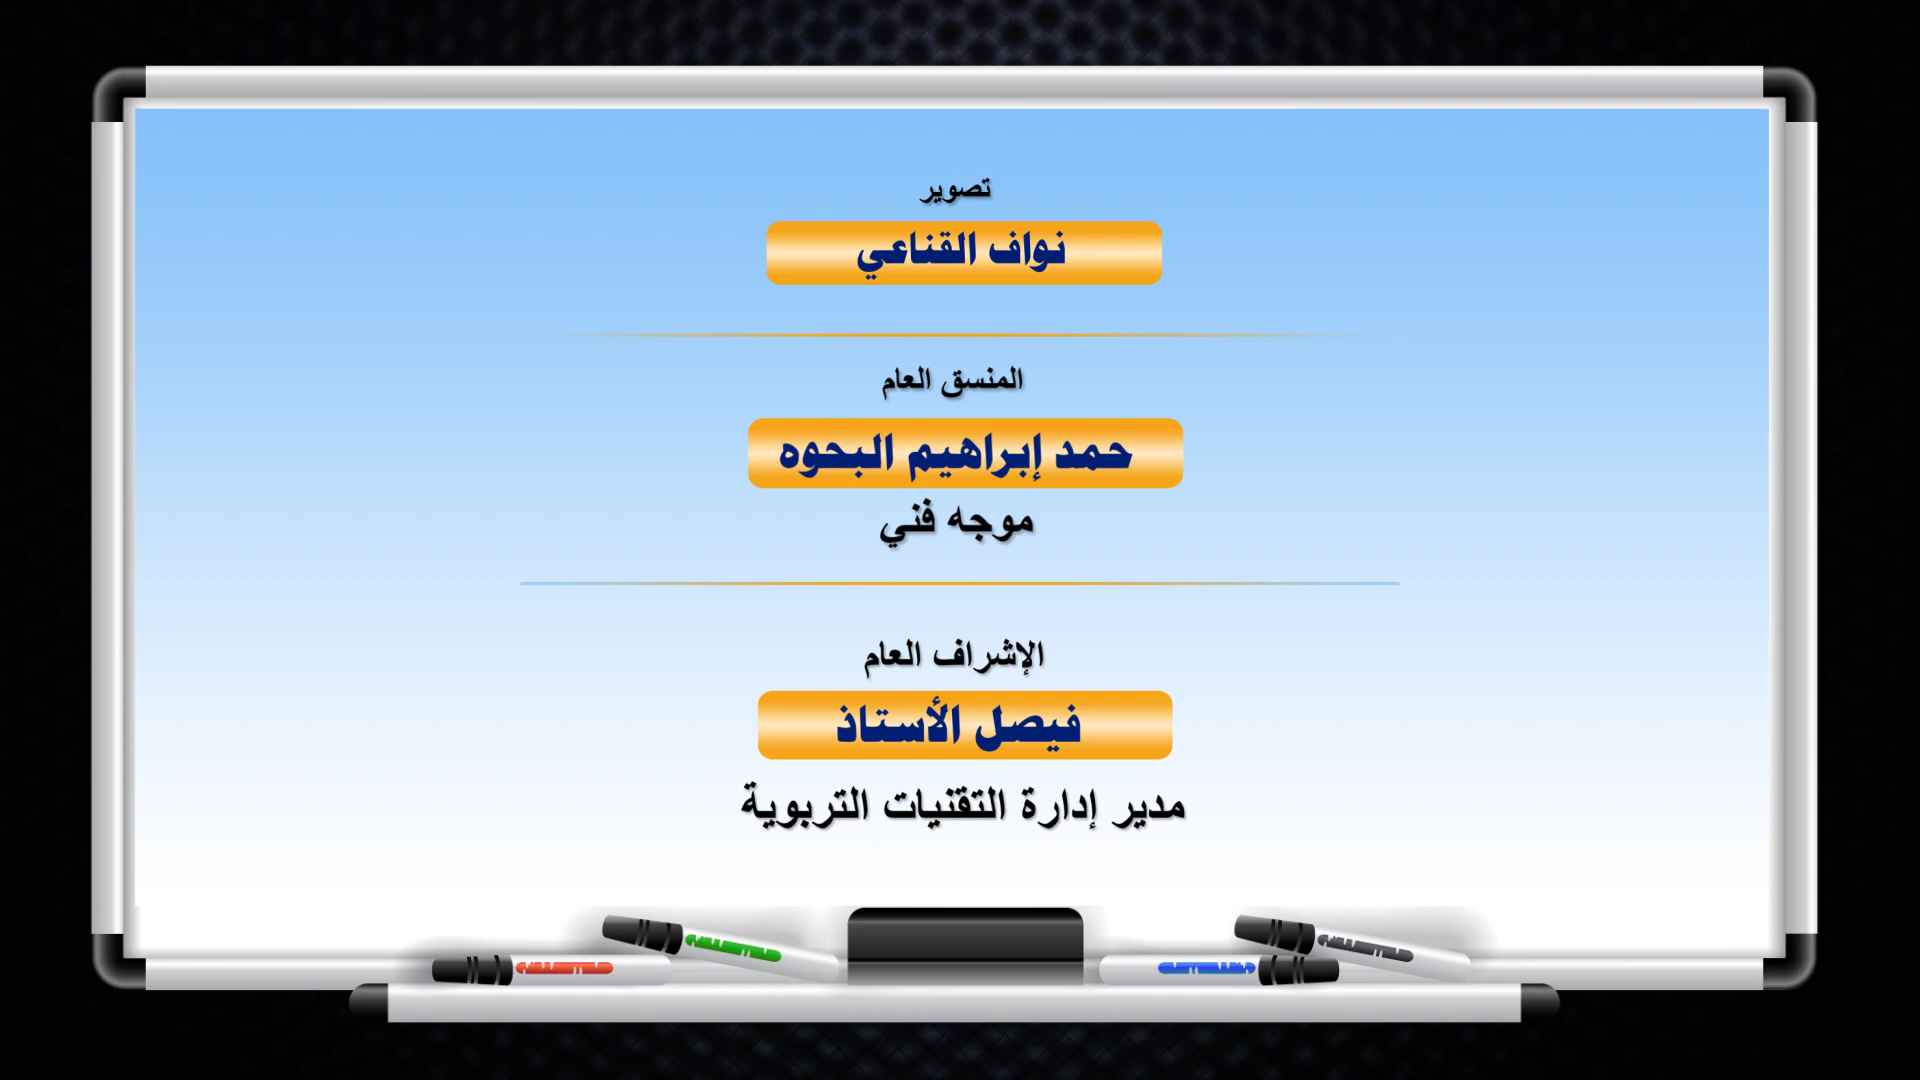 تصوير
نواف القناعي
المنسق العام
حمد إبراهيم البحوه
موجه فني
الإشراف العام
فيصل الأستاذ
مدير إدارة التقنيات التربوية